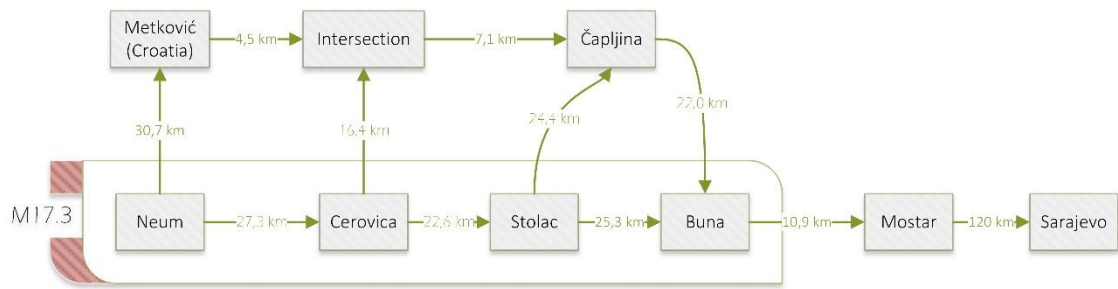 Metković
(Croatia)
4,5 km
Intersection
7,1 km
Čapljina
30,7 km
16,4 km
24,4 km
22,0 km
M17.3
Neum
27,3 km
Cerovica
22,6 km
Stolac
25,3 km
Buna
10,9 km
Mostar
120 km
Sarajevo